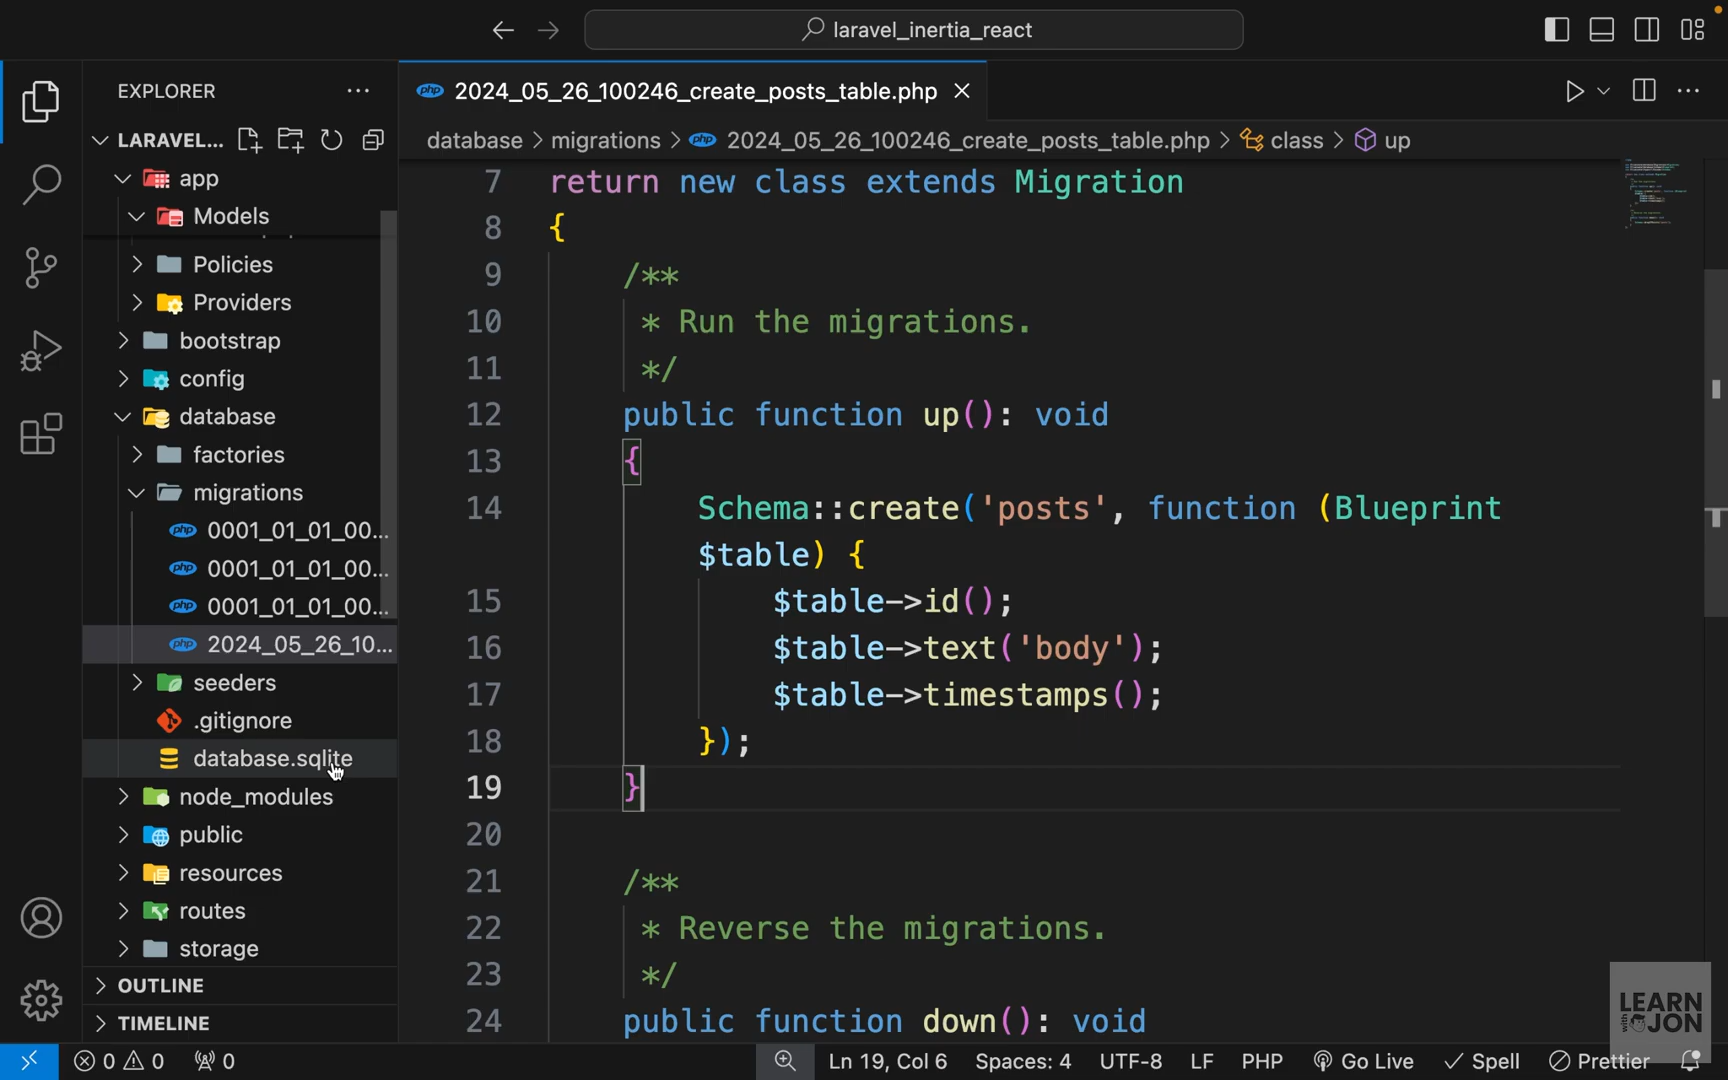 laravel_inertia_react
EXPLORER
2024_05_26_100246_create_posts_table.php
LARAVEL...
database > migrations > 2024_05_26_100246_create_posts_table.php > class > up
app
Models
Policies
Providers
bootstrap
config
database
factories
migrations
0001_01_01_00...
0001_01_01_00...
0001_01_01_00...
2024_05_26_10...
seeders
.gitignore
database.sqlite
node_modules
public
resources
routes
storage
OUTLINE
TIMELINE
7 return new class extends Migration
8 {
9 /**
10 * Run the migrations.
11 */
12 public function up(): void
13 {
14 Schema::create('posts', function (Blueprint
$table) {
15 $table->id();
16 $table->text('body');
17 $table->timestamps();
18 });
19 }
20
21 /**
22 * Reverse the migrations.
23 */
24 public function down(): void
LEARN
with JON
0 0 0 Ln 19, Col 6 Spaces: 4 UTF-8 LF PHP Go Live Spell Prettier